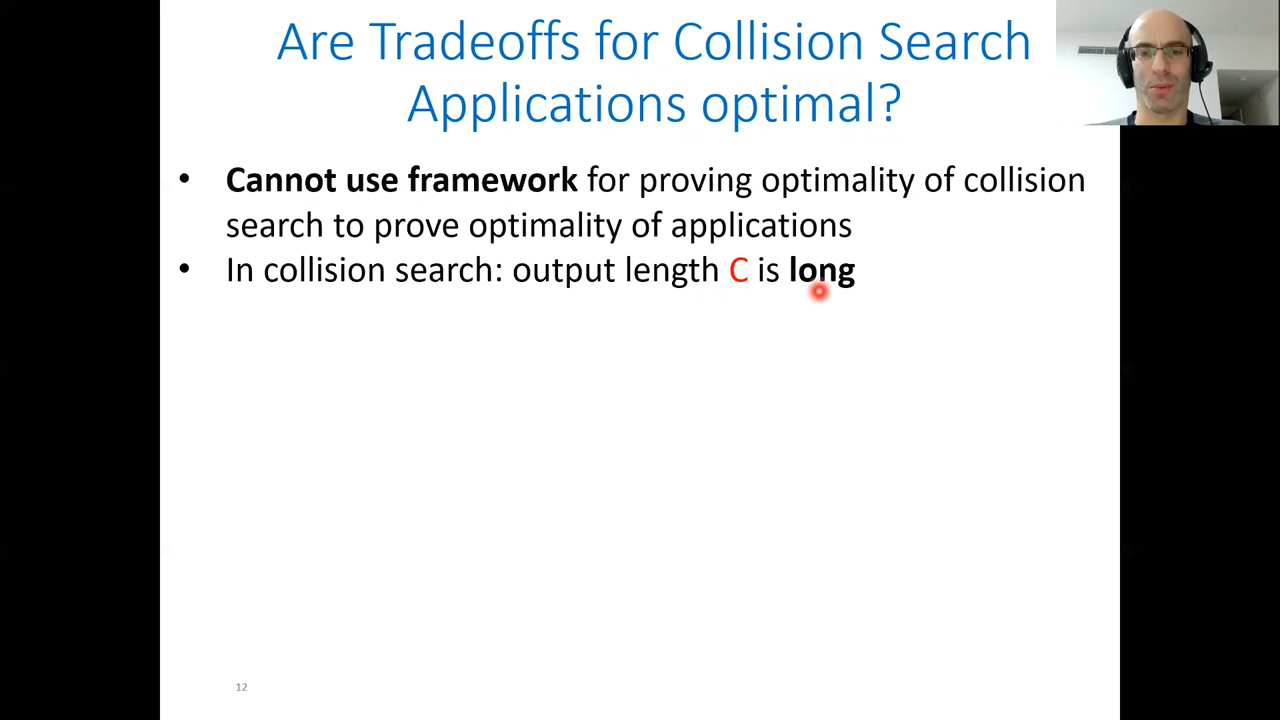 Are Tradeoffs for Collision Search
Applications optimal?
• Cannot use framework for proving optimality of collision
search to prove optimality of applications
• In collision search: output length C is long
12